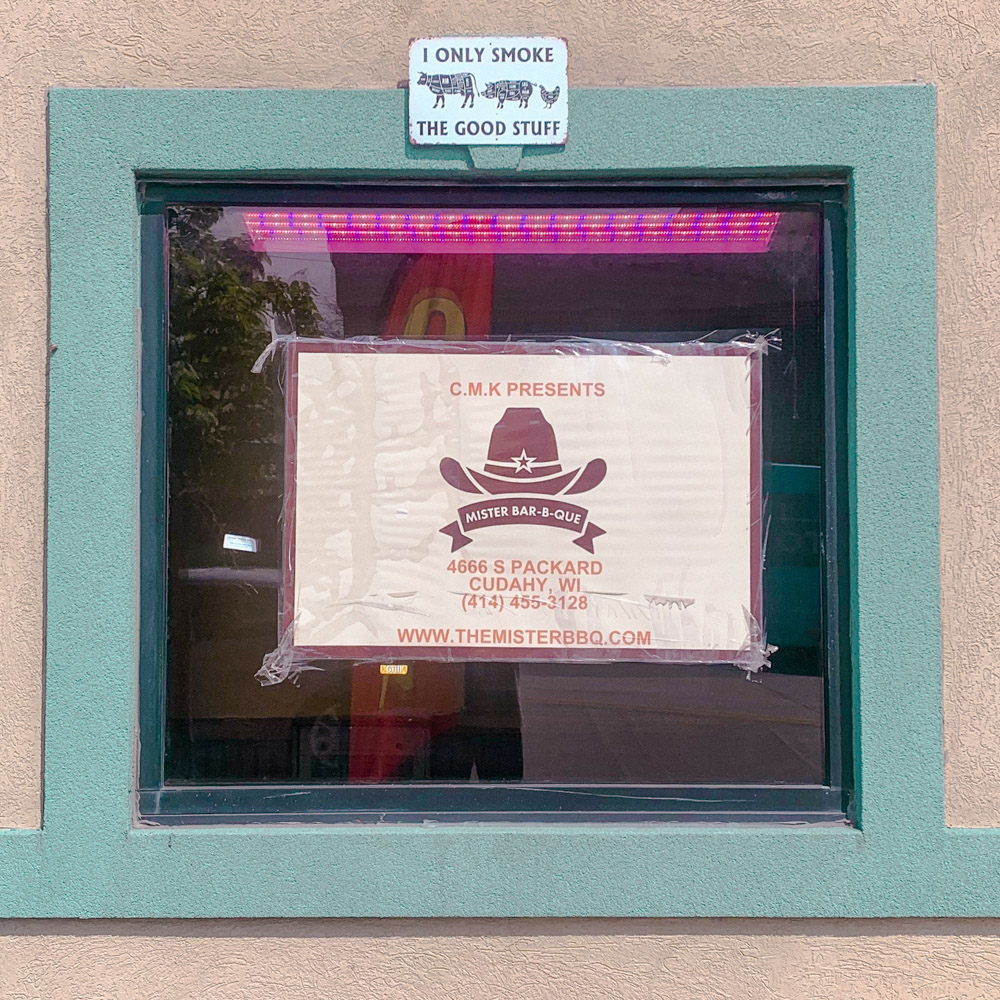 I ONLY SMOKE
THE GOOD STUFF
C.M.K PRESENTS
MISTER BAR-B-QUE
4666 S PACKARD
CUDAHY, WI
(414) 455-3128
WWW.THEMISTERBBQ.COM